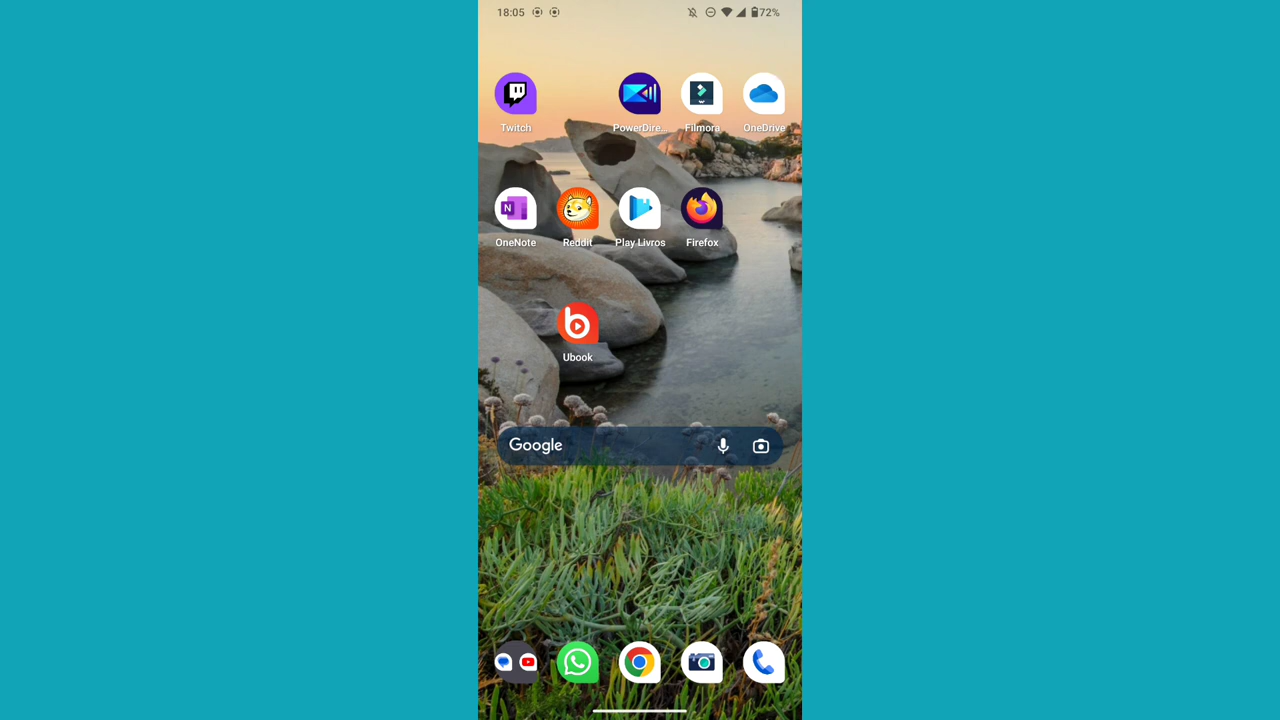 18:05 72%
Twitch PowerDire... Filmora OneDrive
OneNote Reddit Play Livros Firefox
Ubook
Google